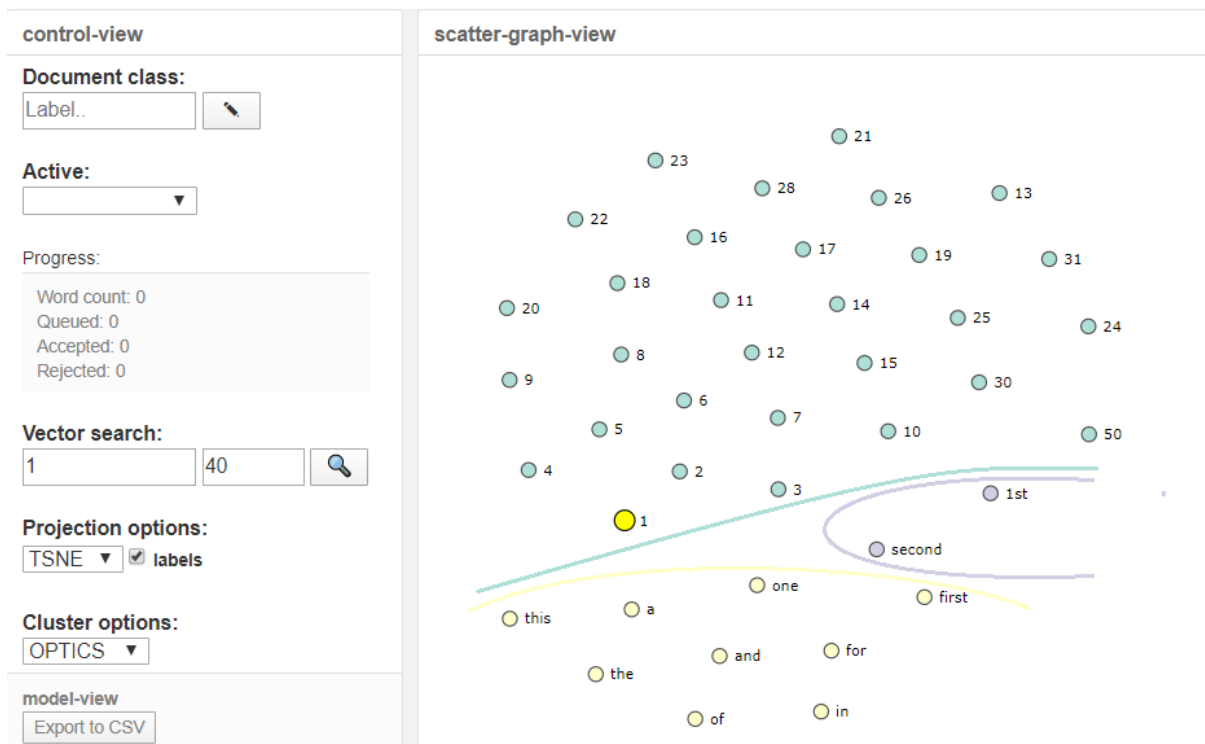 control-view
Document class:
Label..
Active:
Progress:
Word count: 0
Queued: 0
Accepted: 0
Rejected: 0
Vector search:
1 40
Projection options:
TSNE labels
Cluster options:
OPTICS
model-view
Export to CSV
scatter-graph-view
21
23
28
26 13
22
16
17 19 31
18
20 11 14
25 24
8 12 15
9 30
6
7
5 10 50
4 2
3 1st
1
second
one
first
this a
and for
the
of in